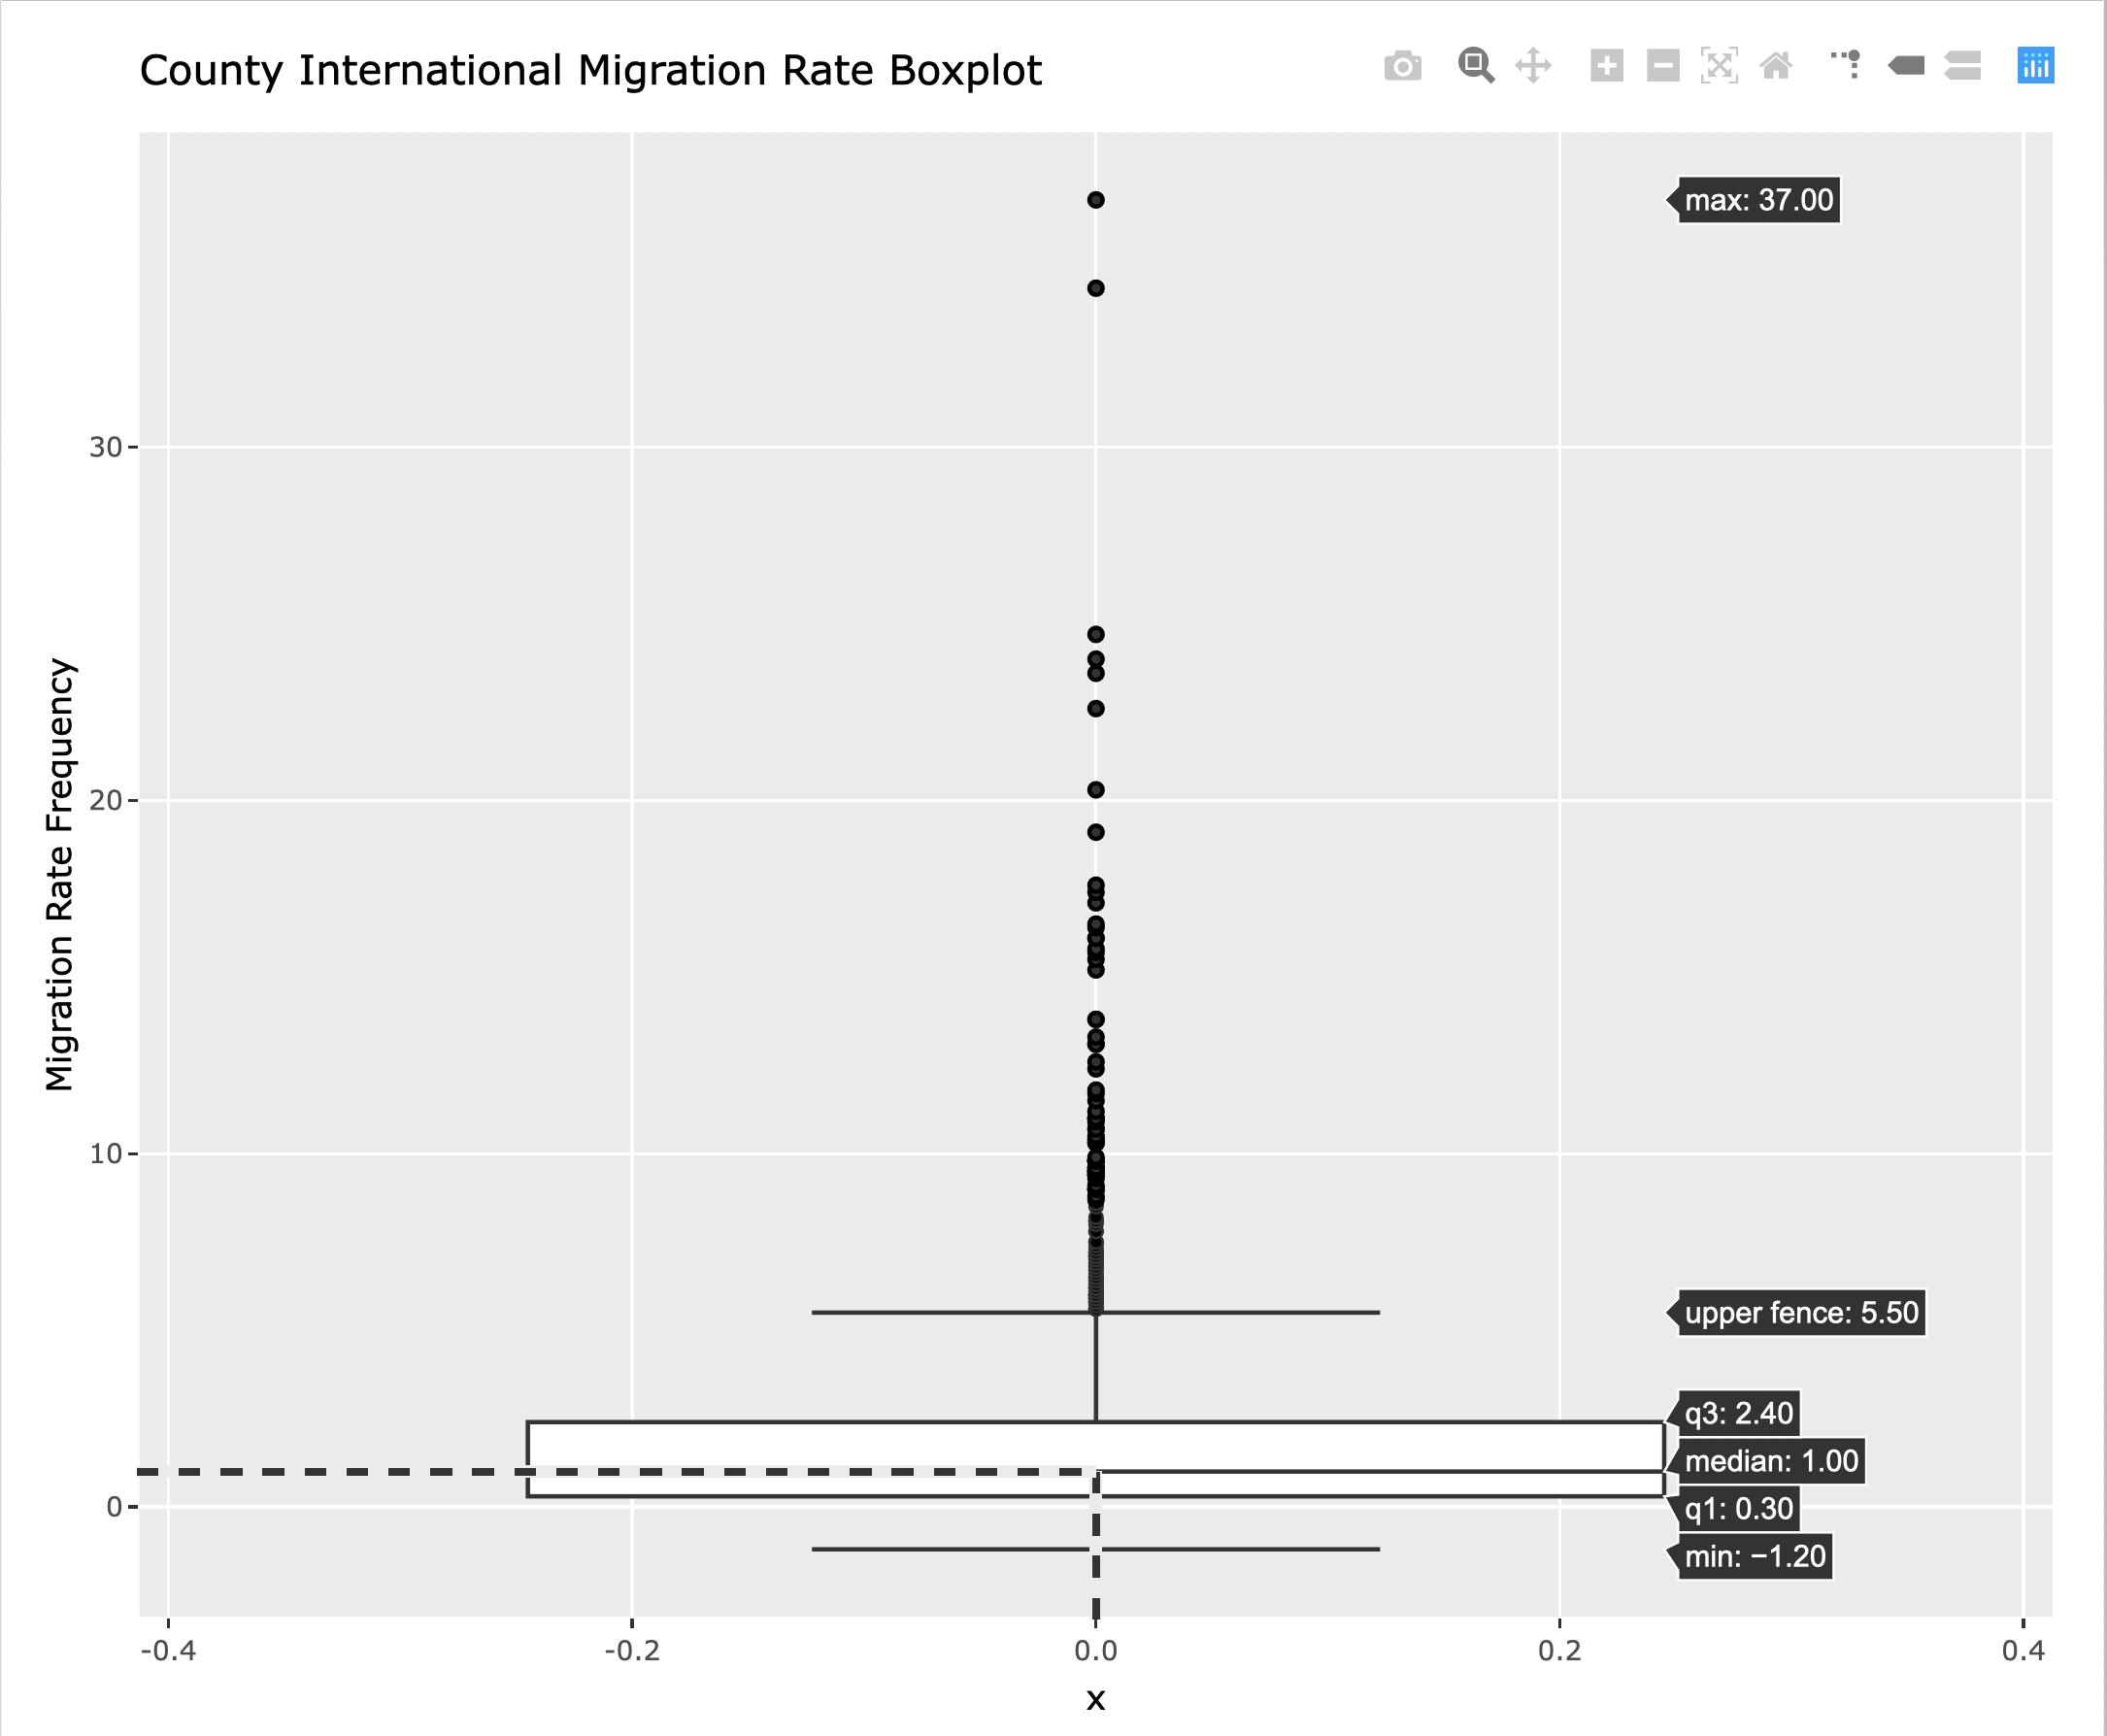 County International Migration Rate Boxplot
max: 37.00
30
Migration Rate Frequency
20
10
upper fence: 5.50
q3: 2.40
median: 1.00
0
q1: 0.30
min: −1.20
-0.4
-0.2
0.0
0.2
0.4
x